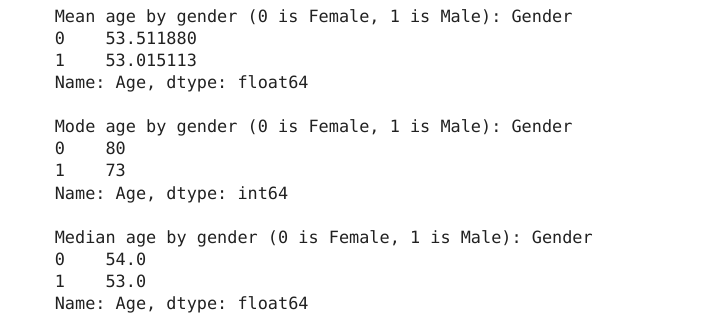 Mean age by gender (0 is Female, 1 is Male): Gender
0    53.511880
1    53.015113
Name: Age, dtype: float64

Mode age by gender (0 is Female, 1 is Male): Gender
0    80
1    73
Name: Age, dtype: int64

Median age by gender (0 is Female, 1 is Male): Gender
0    54.0
1    53.0
Name: Age, dtype: float64